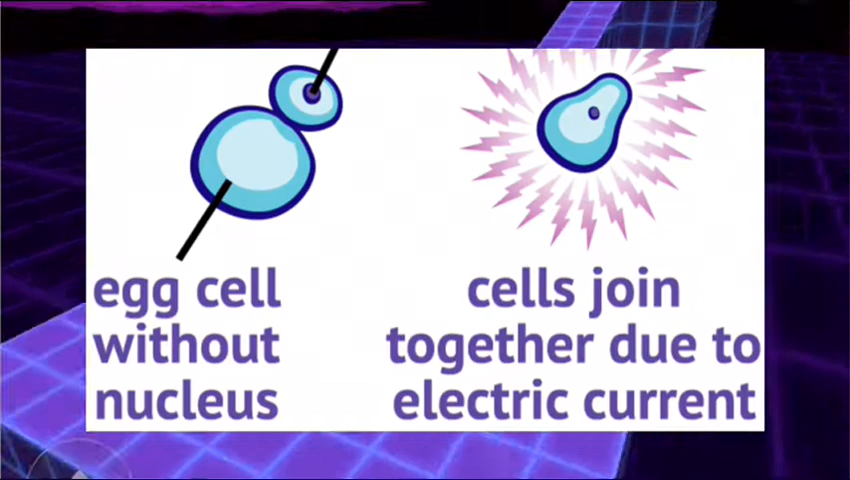 egg cell
without
nucleus
cells join
together due to
electric current